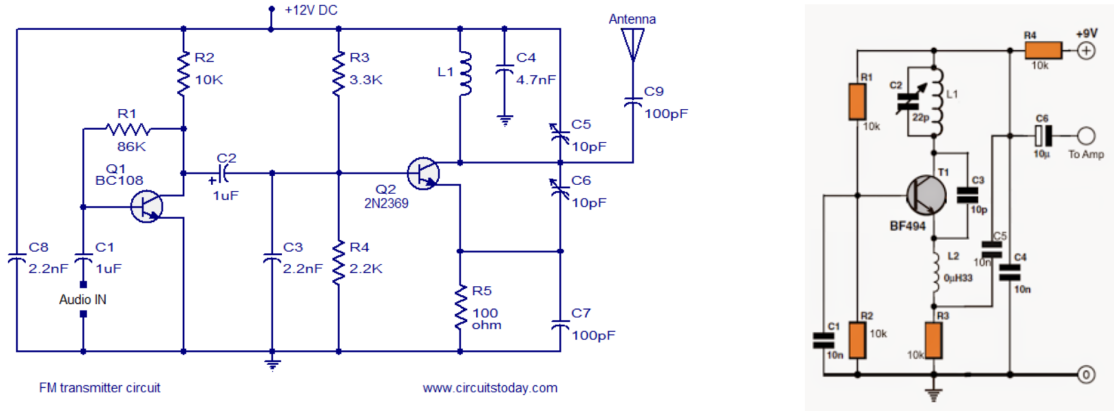 +12V DC
Antenna
R2
10K
R3
3.3K
L1
C4
4.7nF
C9
100pF
R1
86K
C5
10pF
Q1
BC108
C2
+
1uF
Q2
2N2369
C6
10pF
C8
2.2nF
C1
1uF
C3
2.2nF
R4
2.2K
Audio IN
R5
100
ohm
C7
100pF
FM transmitter circuit
www.circuitstoday.com
+9V
R4
+
10k
R1
C2
L1
22p
10k
C6
10µ
To Amp
T1
C3
10p
BF494
C5
10n
L2
0µH33
C4
10n
C1
10n
R2
10k
R3
10k
0